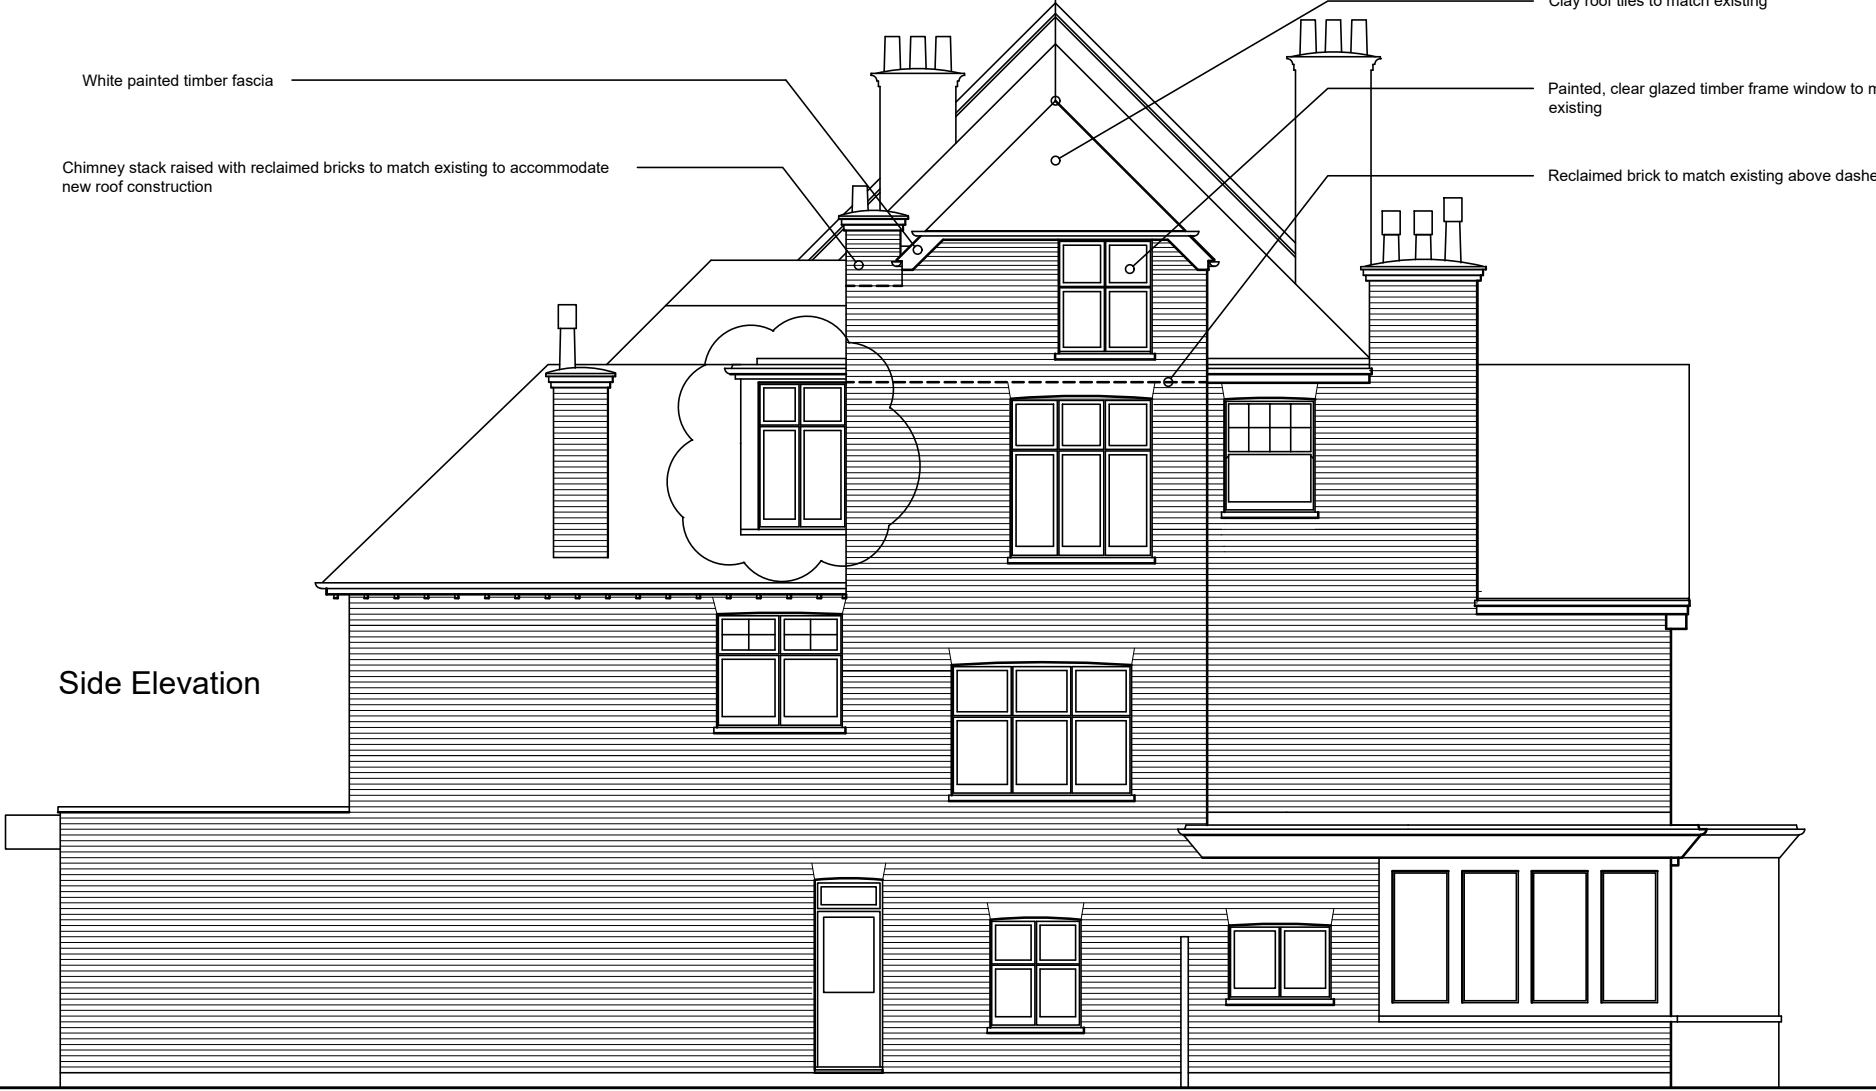 Clay roof tiles to match existing
White painted timber fascia
Painted, clear glazed timber frame window to
existing
Chimney stack raised with reclaimed bricks to match existing to accommodate
new roof construction
Reclaimed brick to match existing above
Side Elevation